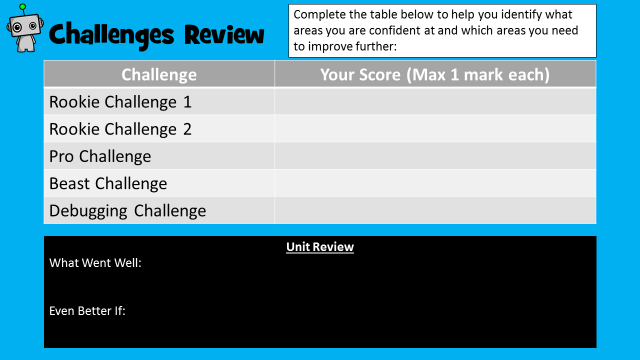 Challenges Review
Complete the table below to help you identify what
areas you are confident at and which areas you need
to improve further:
Challenge Your Score (Max 1 mark each)
Rookie Challenge 1
Rookie Challenge 2
Pro Challenge
Beast Challenge
Debugging Challenge
Unit Review
What Went Well:
Even Better If: